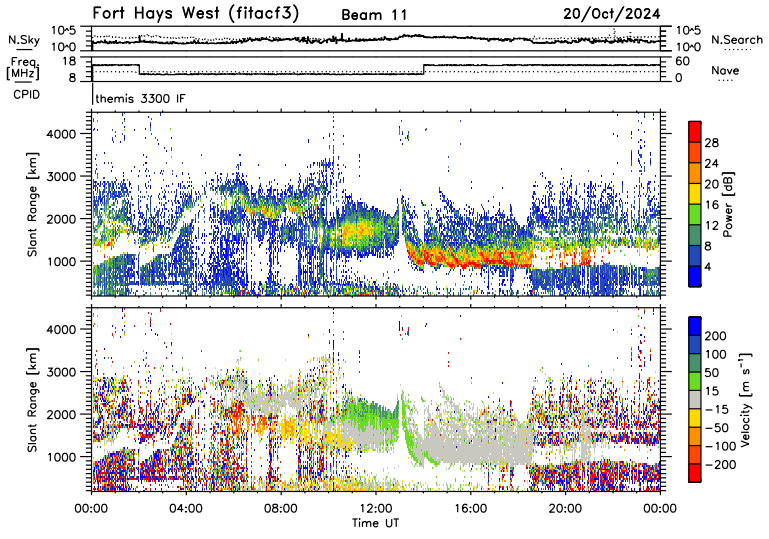 Fort Hays West (fitacf3) Beam 11 20/Oct/2024
N.Sky 10^-5 10^0 10^-5 10^0 N.Search
Freq. [MHz] 18 8 60 0 Nave
CPID themis 3300 IF
Slant Range [km] 4000 3000 2000 1000
Power [dB] 28 24 20 16 12 8 4
Slant Range [km] 4000 3000 2000 1000
Velocity [m s⁻¹] 200 100 50 15 −15 −50 −100 −200
00:00 04:00 08:00 12:00 16:00 20:00 00:00
Time UT